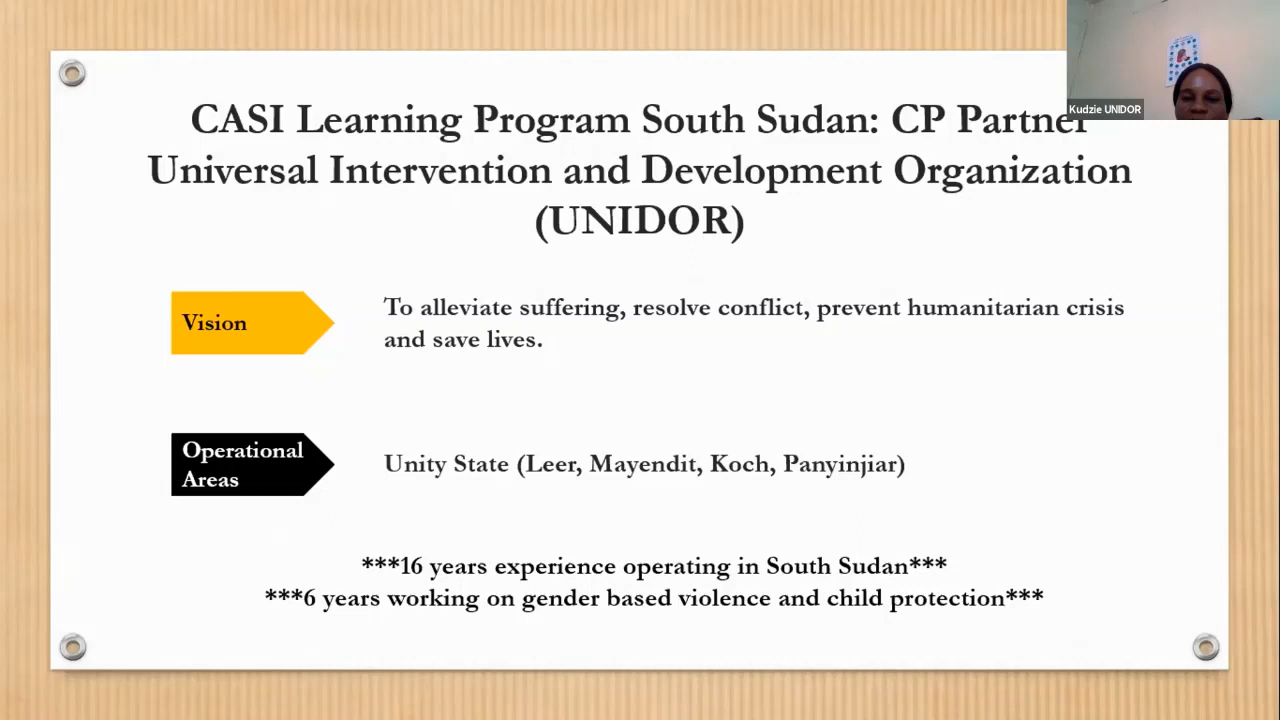 CASI Learning Program South Sudan: CP Partner
Universal Intervention and Development Organization
(UNIDOR)
Kudzie UNIDOR
Vision
To alleviate suffering, resolve conflict, prevent humanitarian crisis
and save lives.
Operational
Areas
Unity State (Leer, Mayendit, Koch, Panyinjiar)
***16 years experience operating in South Sudan***
***6 years working on gender based violence and child protection***